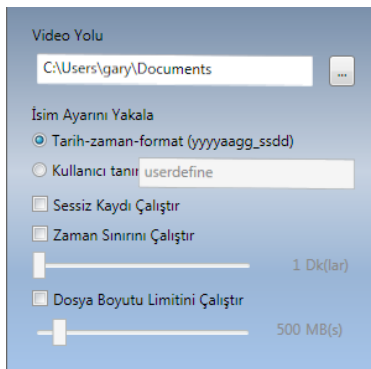 Video Yolu
C:\Users\gary\Documents
...
İsim Ayarını Yakala
Tarih-zaman-format (yyyyaagg_ssdd)
Kullanıcı tanır userdefine
Sessiz Kaydı Çalıştır
Zaman Sınırını Çalıştır
1 Dk(lar)
Dosya Boyutu Limitini Çalıştır
500 MB(s)